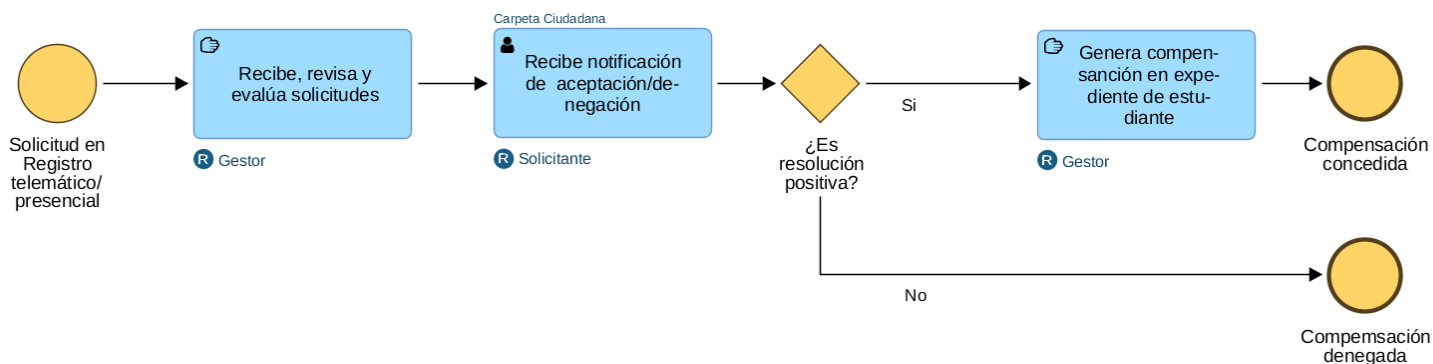 Solicitud en
Registro
telemático/
presencial
Recibe, revisa y
evalúa solicitudes
R Gestor
Carpeta Ciudadana
Recibe notificación
de aceptación/de-
negación
R Solicitante
¿Es
resolución
positiva?
Si
No
Genera compen-
sanción en expe-
diente de estu-
diante
R Gestor
Compensación
concedida
Compemsación
denegada